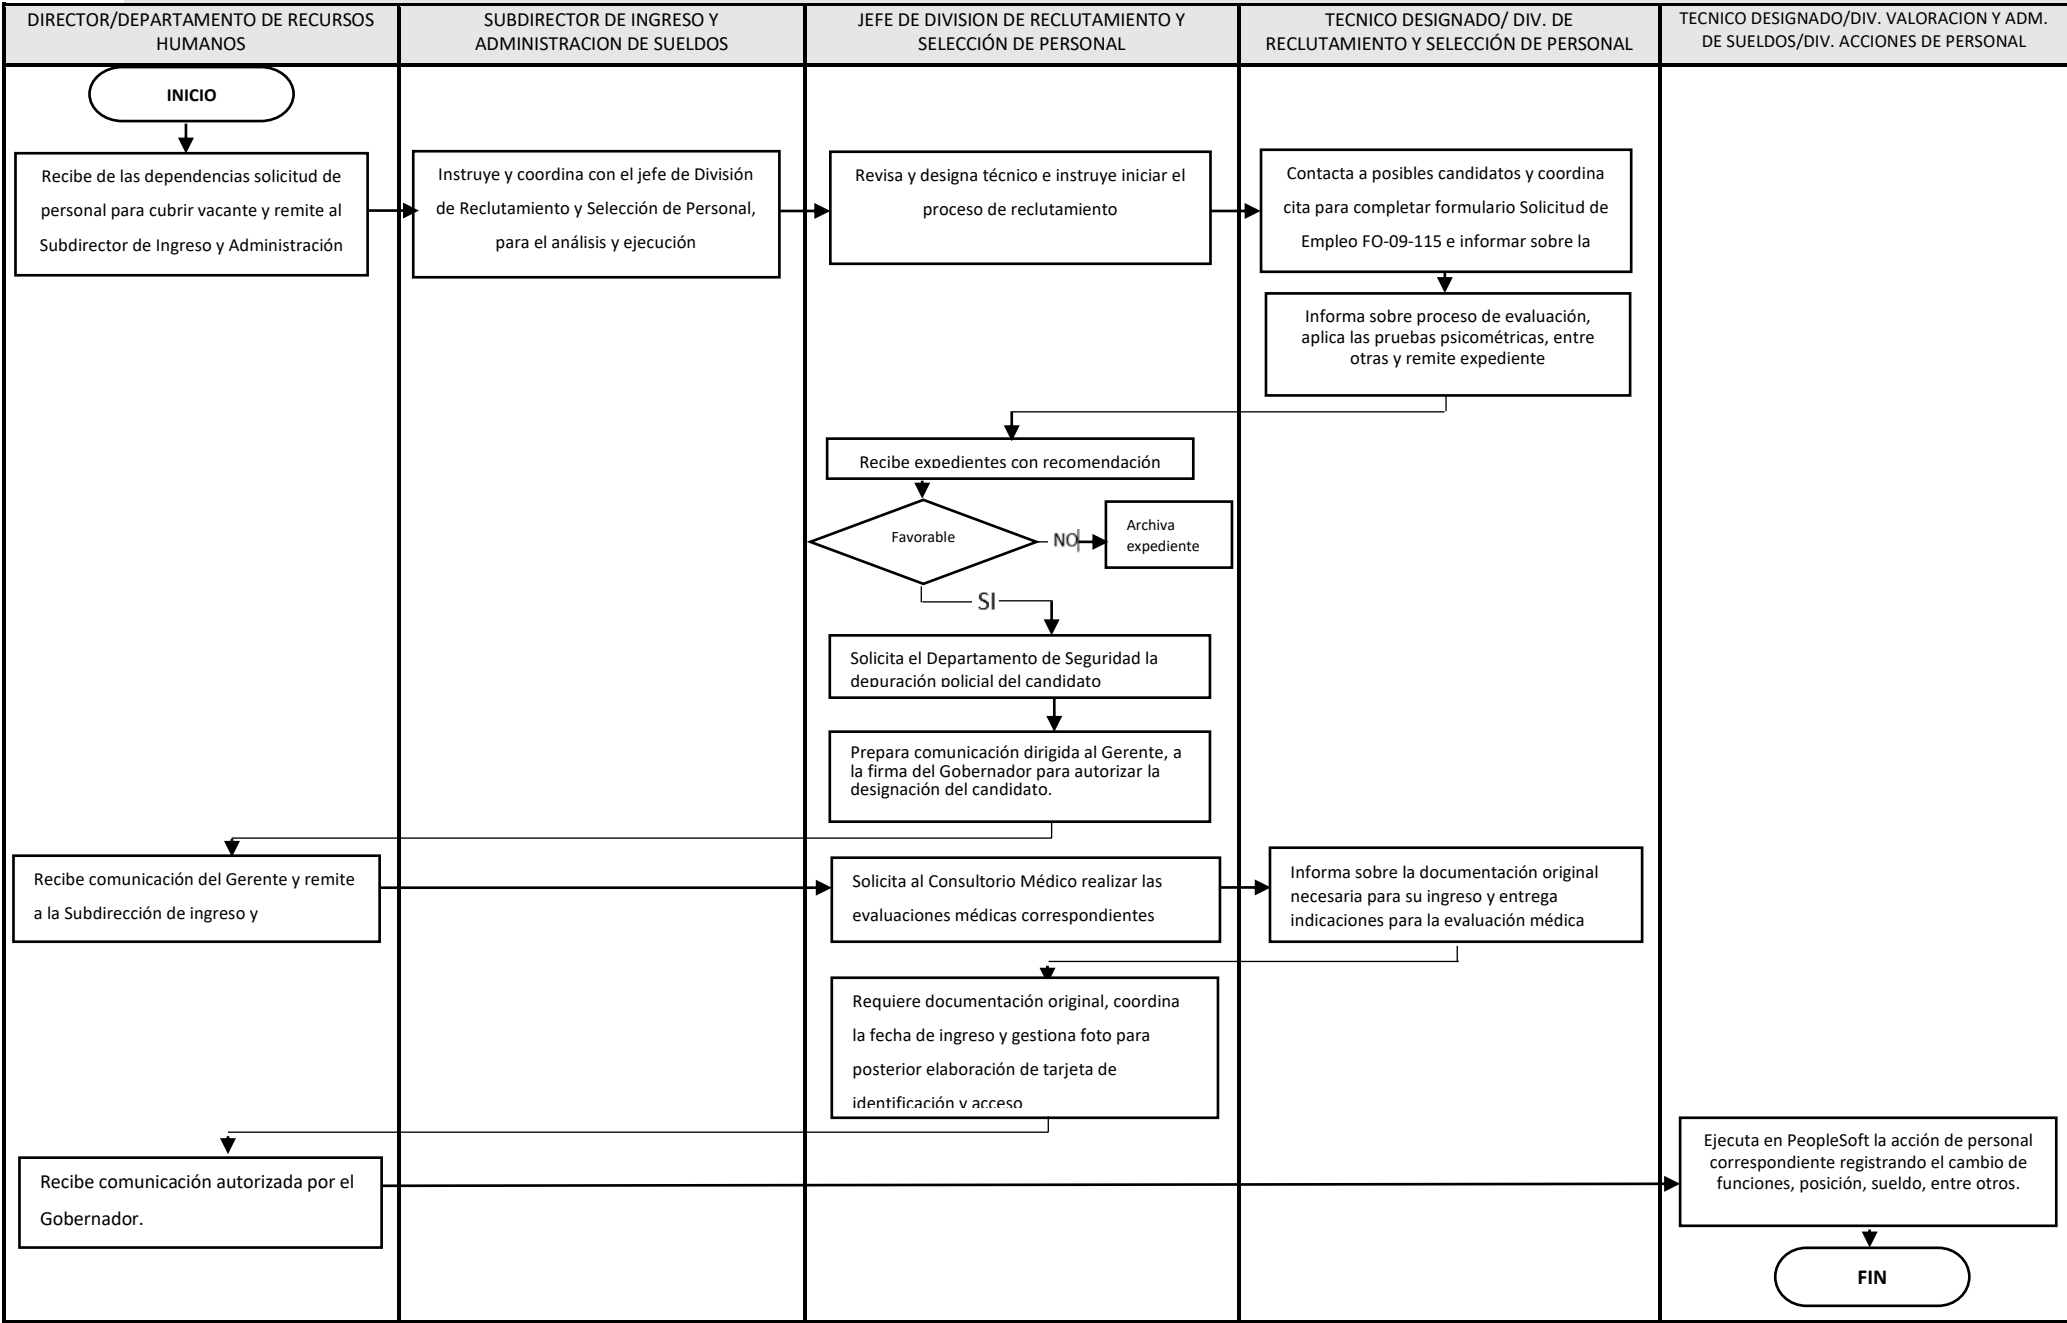 DIRECTOR/DEPARTAMENTO DE RECURSOS
HUMANOS
SUBDIRECTOR DE INGRESO Y
ADMINISTRACION DE SUELDOS
JEFE DE DIVISION DE RECLUTAMIENTO Y
SELECCIÓN DE PERSONAL
TECNICO DESIGNADO/ DIV. DE
RECLUTAMIENTO Y SELECCIÓN DE PERSONAL
TECNICO DESIGNADO/DIV. VALORACION Y ADM.
DE SUELDOS/DIV. ACCIONES DE PERSONAL
INICIO
Recibe de las dependencias solicitud de
personal para cubrir vacante y remite al
Subdirector de Ingreso y Administración
Instruye y coordina con el jefe de División
de Reclutamiento y Selección de Personal,
para el análisis y ejecución
Revisa y designa técnico e instruye iniciar el
proceso de reclutamiento
Contacta a posibles candidatos y coordina
cita para completar formulario Solicitud de
Empleo FO-09-115 e informar sobre la
Informa sobre proceso de evaluación,
aplica las pruebas psicométricas, entre
otras y remite expediente
Recibe expedientes con recomendación
Favorable
NO
Archiva
expediente
SI
Solicita el Departamento de Seguridad la
depuración policial del candidato
Prepara comunicación dirigida al Gerente, a
la firma del Gobernador para autorizar la
designación del candidato.
Recibe comunicación del Gerente y remite
a la Subdirección de ingreso y
Solicita al Consultorio Médico realizar las
evaluaciones médicas correspondientes
Informa sobre la documentación original
necesaria para su ingreso y entrega
indicaciones para la evaluación médica
Requiere documentación original, coordina
la fecha de ingreso y gestiona foto para
posterior elaboración de tarjeta de
identificación y acceso
Recibe comunicación autorizada por el
Gobernador.
Ejecuta en PeopleSoft la acción de personal
correspondiente registrando el cambio de
funciones, posición, sueldo, entre otros.
FIN